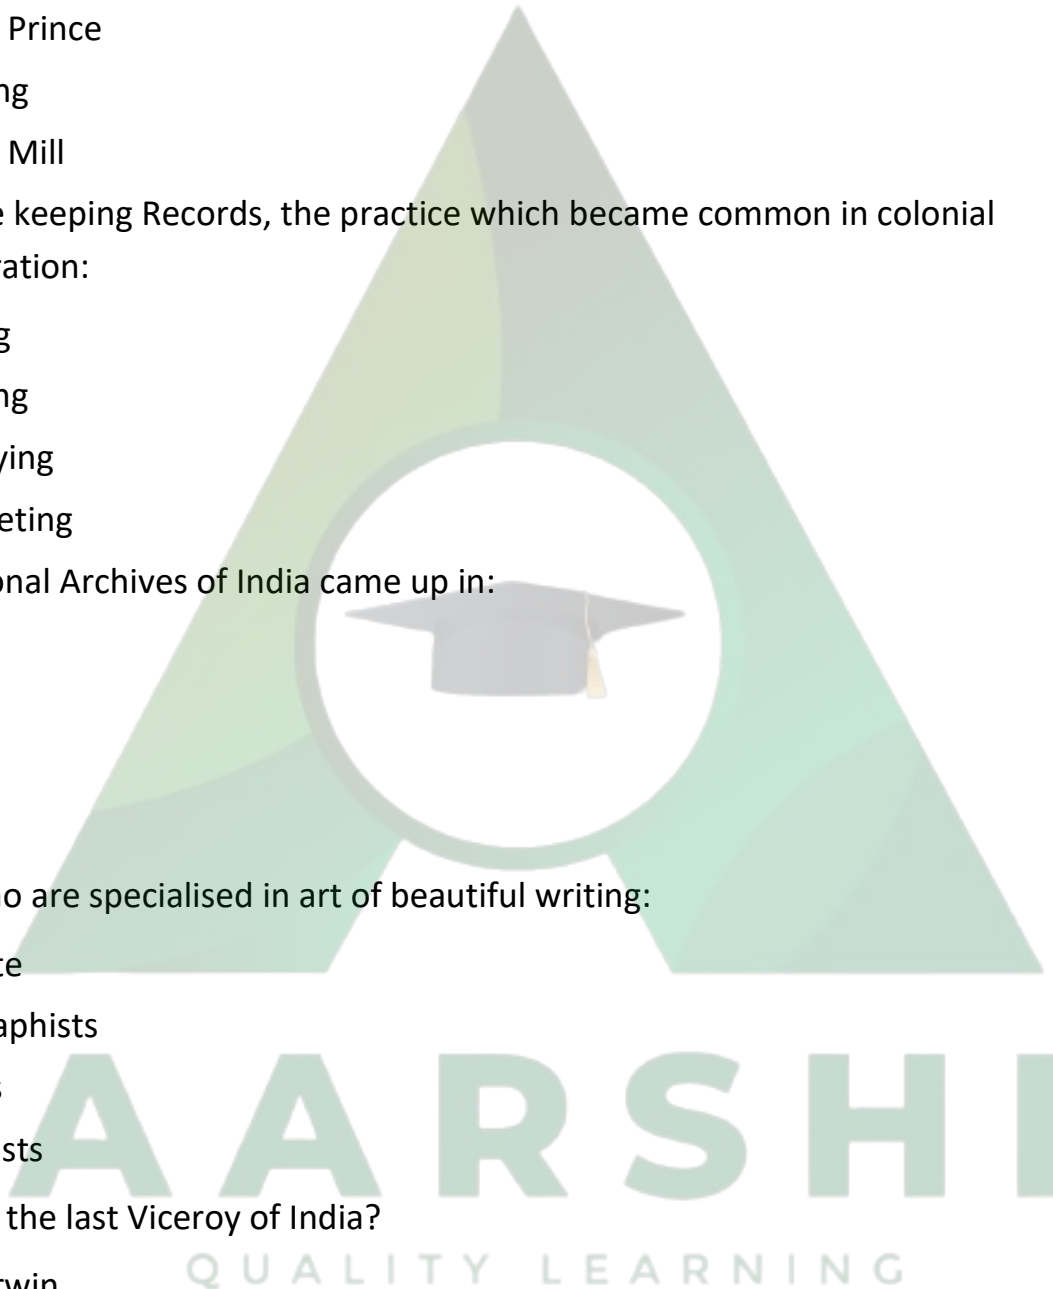 Prince
ng
Mill
e keeping Records, the practice which became common in colonial
ration:
g
ng
ying
eting
onal Archives of India came up in:
o are specialised in art of beautiful writing:
te
aphists
s
sts
the last Viceroy of India?
twin
AARSHI
QUALITY LEARNING